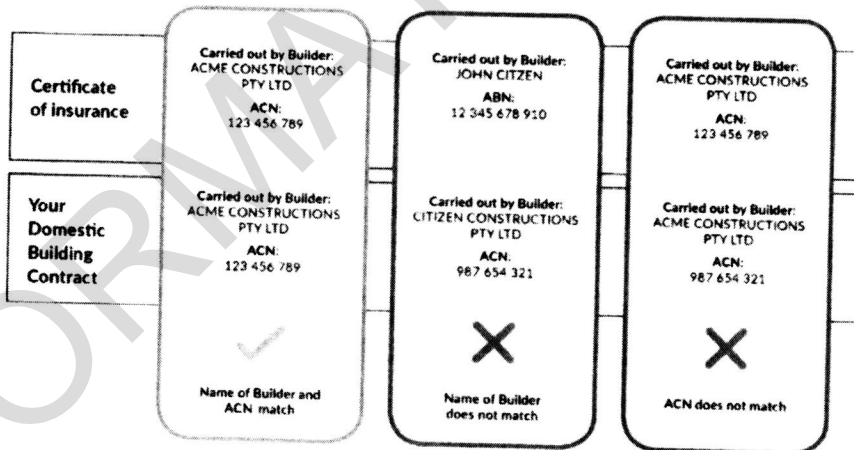 Certificate
of insurance
Carried out by Builder:
ACME CONSTRUCTIONS
PTY LTD
ACN:
123 456 789
Carried out by Builder:
JOHN CITZEN
ABN:
12 345 678 910
Carried out by Builder:
ACME CONSTRUCTIONS
PTY LTD
ACN:
123 456 789
Your
Domestic
Building
Contract
Carried out by Builder:
ACME CONSTRUCTIONS
PTY LTD
ACN:
123 456 789
Carried out by Builder:
CITIZEN CONSTRUCTIONS
PTY LTD
ACN:
987 654 321
Carried out by Builder:
ACME CONSTRUCTIONS
PTY LTD
ACN:
987 654 321
Name of Builder and
ACN match
Name of Builder
does not match
ACN does not match